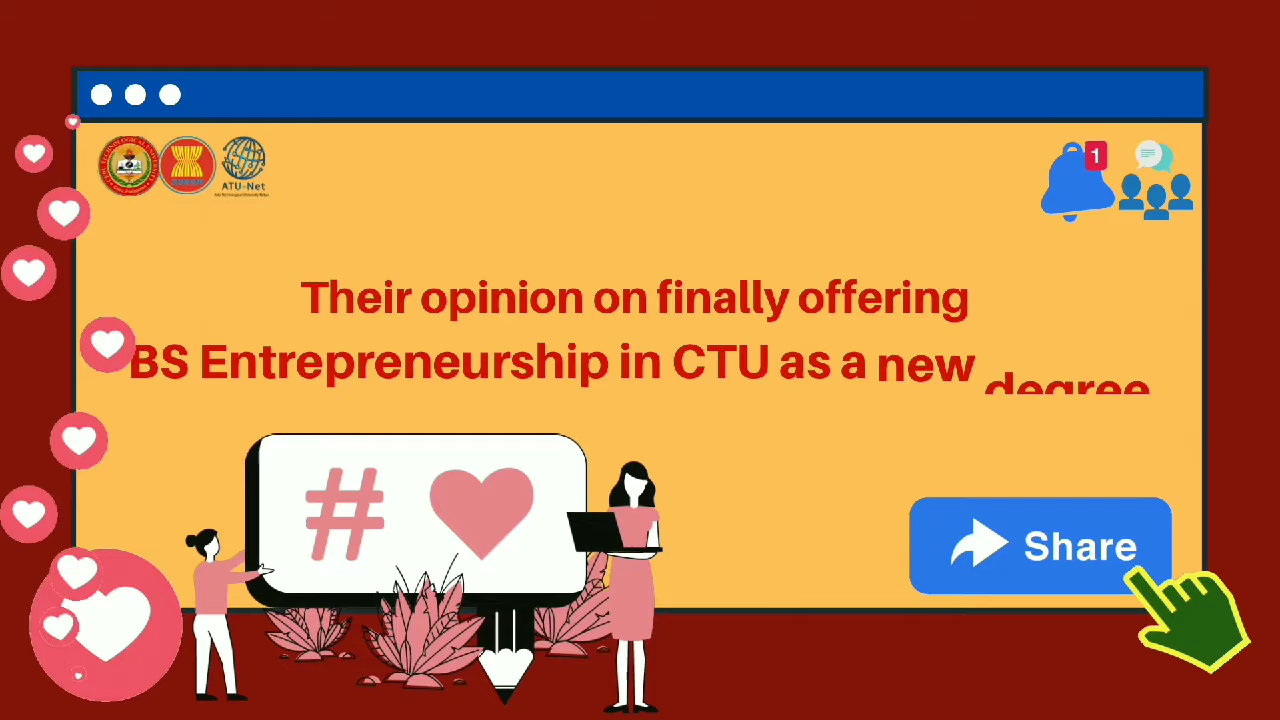 ATU-Net
1
Their opinion on finally offering
BS Entrepreneurship in CTU as a new degree
#
Share